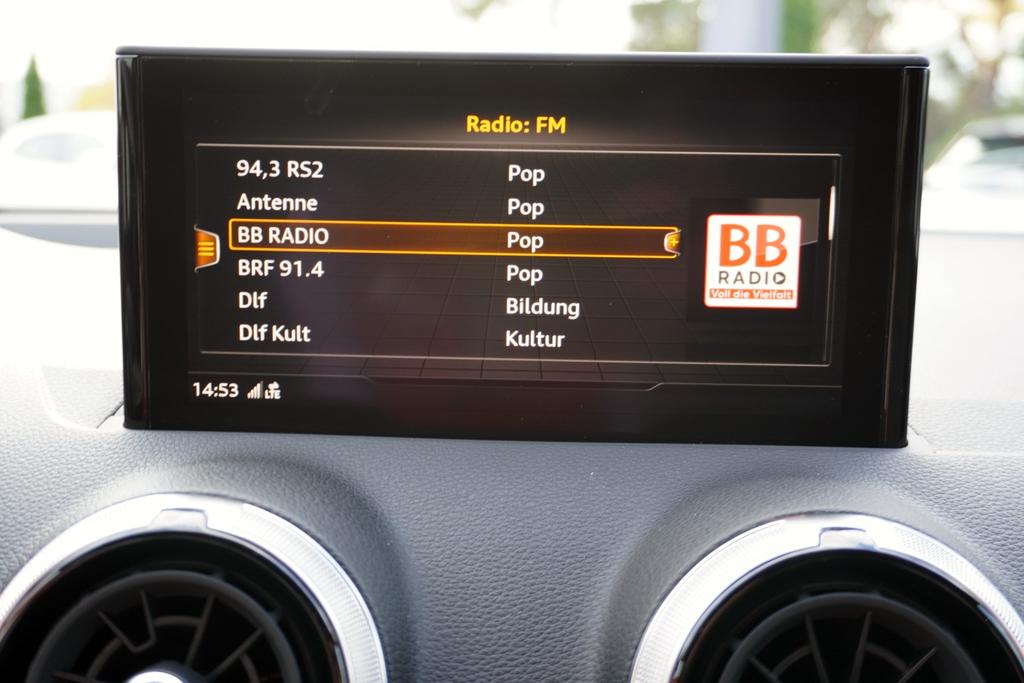 Radio: FM
94,3 RS2 Pop
Antenne Pop
BB RADIO Pop
BRF 91.4 Pop
Dlf Bildung
Dlf Kult Kultur
BB
RADIO
Voll die Vielfalt
14:53 LTE